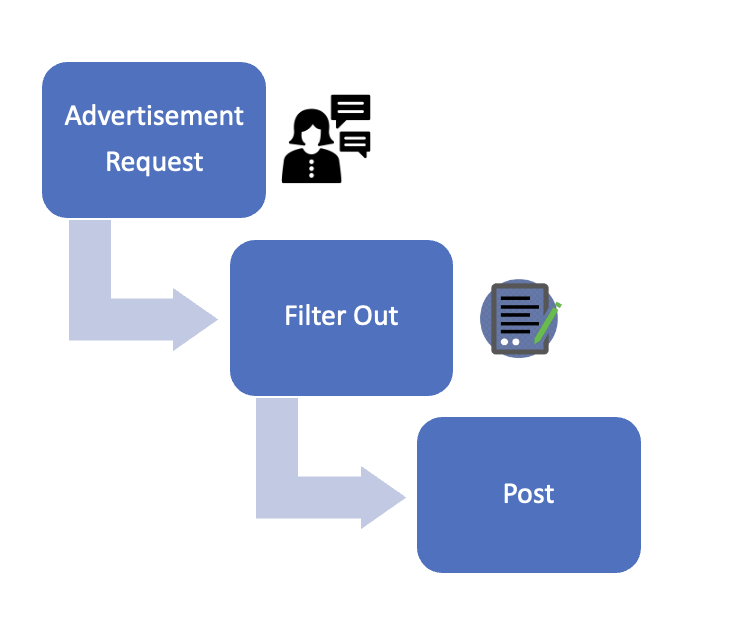 Advertisement
Request
Filter Out
Post